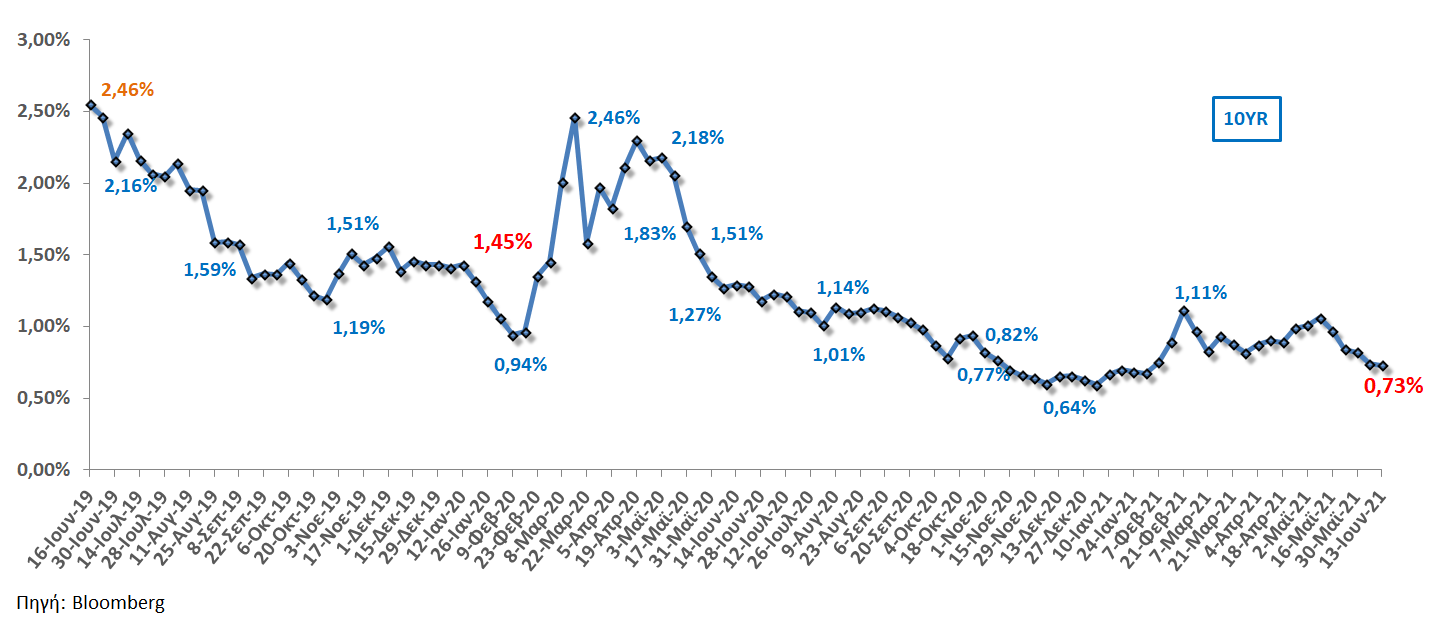 3,00%
2,50%
2,00%
1,50%
1,00%
0,50%
0,00%
2,46%
2,16%
1,59%
1,51%
1,19%
1,45%
0,94%
2,46%
2,18%
1,83%
1,51%
1,27%
1,14%
1,01%
0,82%
0,77%
0,64%
1,11%
0,73%
10YR
16-Ιουν-19
30-Ιουν-19
14-Ιουλ-19
28-Ιουλ-19
11-Αυγ-19
25-Αυγ-19
8-Σεπ-19
22-Σεπ-19
6-Οκτ-19
20-Οκτ-19
3-Νοε-19
17-Νοε-19
1-Δεκ-19
15-Δεκ-19
29-Δεκ-19
12-Ιαν-20
26-Ιαν-20
9-Φεβ-20
23-Φεβ-20
8-Μαρ-20
22-Μαρ-20
5-Απρ-20
19-Απρ-20
3-Μαϊ-20
17-Μαϊ-20
31-Μαϊ-20
14-Ιουν-20
28-Ιουν-20
12-Ιουλ-20
26-Ιουλ-20
9-Αυγ-20
23-Αυγ-20
6-Σεπ-20
20-Σεπ-20
4-Οκτ-20
18-Οκτ-20
1-Νοε-20
15-Νοε-20
29-Νοε-20
13-Δεκ-20
27-Δεκ-20
10-Ιαν-21
24-Ιαν-21
7-Φεβ-21
21-Φεβ-21
7-Μαρ-21
21-Μαρ-21
4-Απρ-21
18-Απρ-21
2-Μαϊ-21
16-Μαϊ-21
30-Μαϊ-21
13-Ιουν-21
Πηγή: Bloomberg